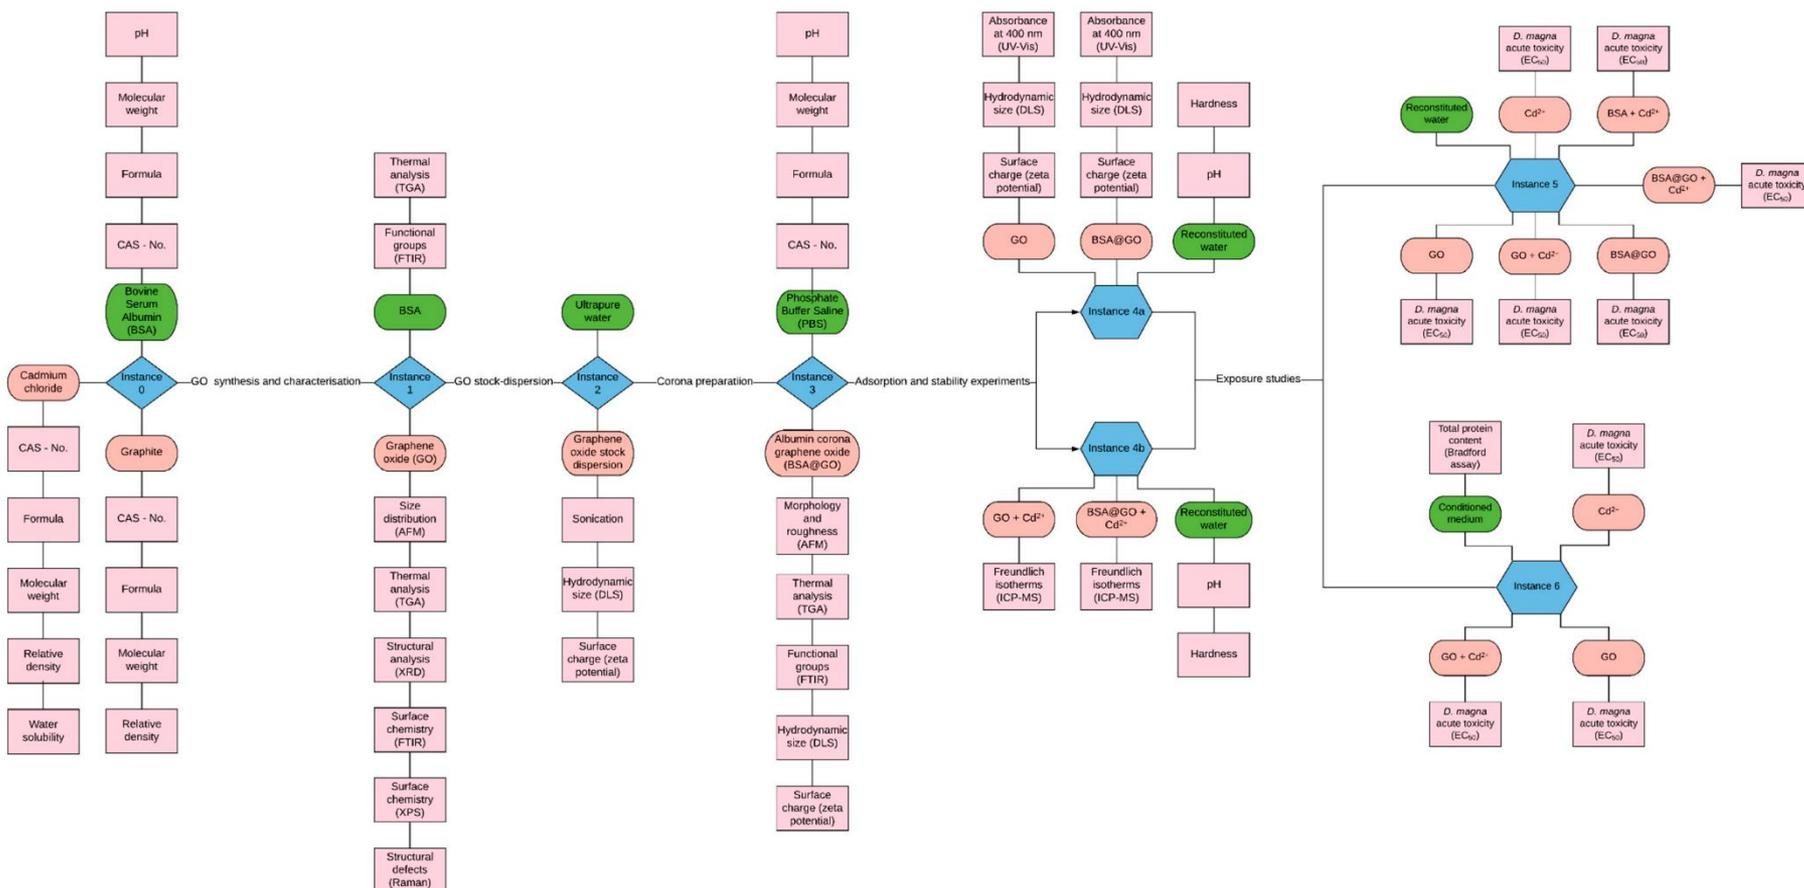 pH
Molecular
weight
Formula
CAS - No.
Bovine
Serum
Albumin
(BSA)
Cadmium
chloride
Instance
0
CAS - No.
Formula
Molecular
weight
Relative
density
Water
solubility
Graphite
CAS - No.
Formula
Molecular
weight
Relative
density
GO synthesis and characterisation
Thermal
analysis
(TGA)
Functional
groups
(FTIR)
BSA
Instance
1
Graphene
oxide (GO)
Size
distribution
(AFM)
Thermal
analysis
(TGA)
Structural
analysis
(XRD)
Surface
chemistry
(FTIR)
Surface
chemistry
(XPS)
Structural
defects
(Raman)
GO stock-dispersion
Ultrapure
water
Instance
2
Graphene
oxide stock
dispersion
Sonication
Hydrodynamic
size (DLS)
Surface
charge (zeta
potential)
Corona preparatiion
pH
Molecular
weight
Formula
CAS - No.
Phosphate
Buffer Saline
(PBS)
Instance
3
Albumin corona
graphene oxide
(BSA@GO)
Morphology
and
roughness
(AFM)
Thermal
analysis
(TGA)
Functional
groups
(FTIR)
Hydrodynamic
size (DLS)
Surface
charge (zeta
potential)
Adsorption and stability experiments
Absorbance
at 400 nm
(UV-Vis)
Hydrodynamic
size (DLS)
Surface
charge (zeta
potential)
GO
Absorbance
at 400 nm
(UV-Vis)
Hydrodynamic
size (DLS)
Surface
charge (zeta
potential)
BSA@GO
Hardness
pH
Reconstituted
water
Instance 4a
Instance 4b
GO + Cd²⁺
Freundlich
isotherms
(ICP-MS)
BSA@GO +
Cd²⁺
Freundlich
isotherms
(ICP-MS)
Reconstituted
water
pH
Hardness
Exposure studies
Reconstituted
water
D. magna
acute toxicity
(EC₅₀)
Cd²⁺
D. magna
acute toxicity
(EC₅₀)
BSA + Cd²⁺
Instance 5
BSA@GO +
Cd²⁺
D. magna
acute toxicity
(EC₅₀)
GO
D. magna
acute toxicity
(EC₅₀)
GO + Cd²⁺
D. magna
acute toxicity
(EC₅₀)
BSA@GO
D. magna
acute toxicity
(EC₅₀)
Total protein
content
(Bradford
assay)
Conditioned
medium
D. magna
acute toxicity
(EC₅₀)
Cd²⁺
Instance 6
GO + Cd²⁺
D. magna
acute toxicity
(EC₅₀)
GO
D. magna
acute toxicity
(EC₅₀)